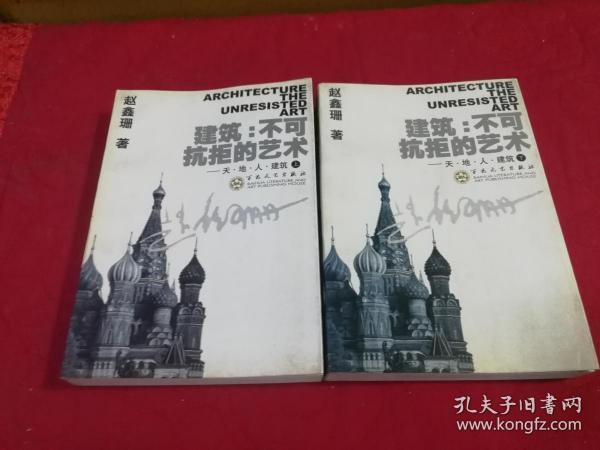 赵鑫珊 著
ARCHITECTURE
THE
UNRESISTED
ART
建筑:不可
抗拒的艺术
——天·地·人·建筑 上
百花文艺出版社
BAIHUA LITERATURE AND
ART PUBLISHING HOUSE
赵鑫珊 著
ARCHITECTURE
THE
UNRESISTED
ART
建筑:不可
抗拒的艺术
——天·地·人·建筑 下
百花文艺出版社
BAIHUA LITERATURE AND
ART PUBLISHING HOUSE
孔夫子旧书网
www.kongfz.com